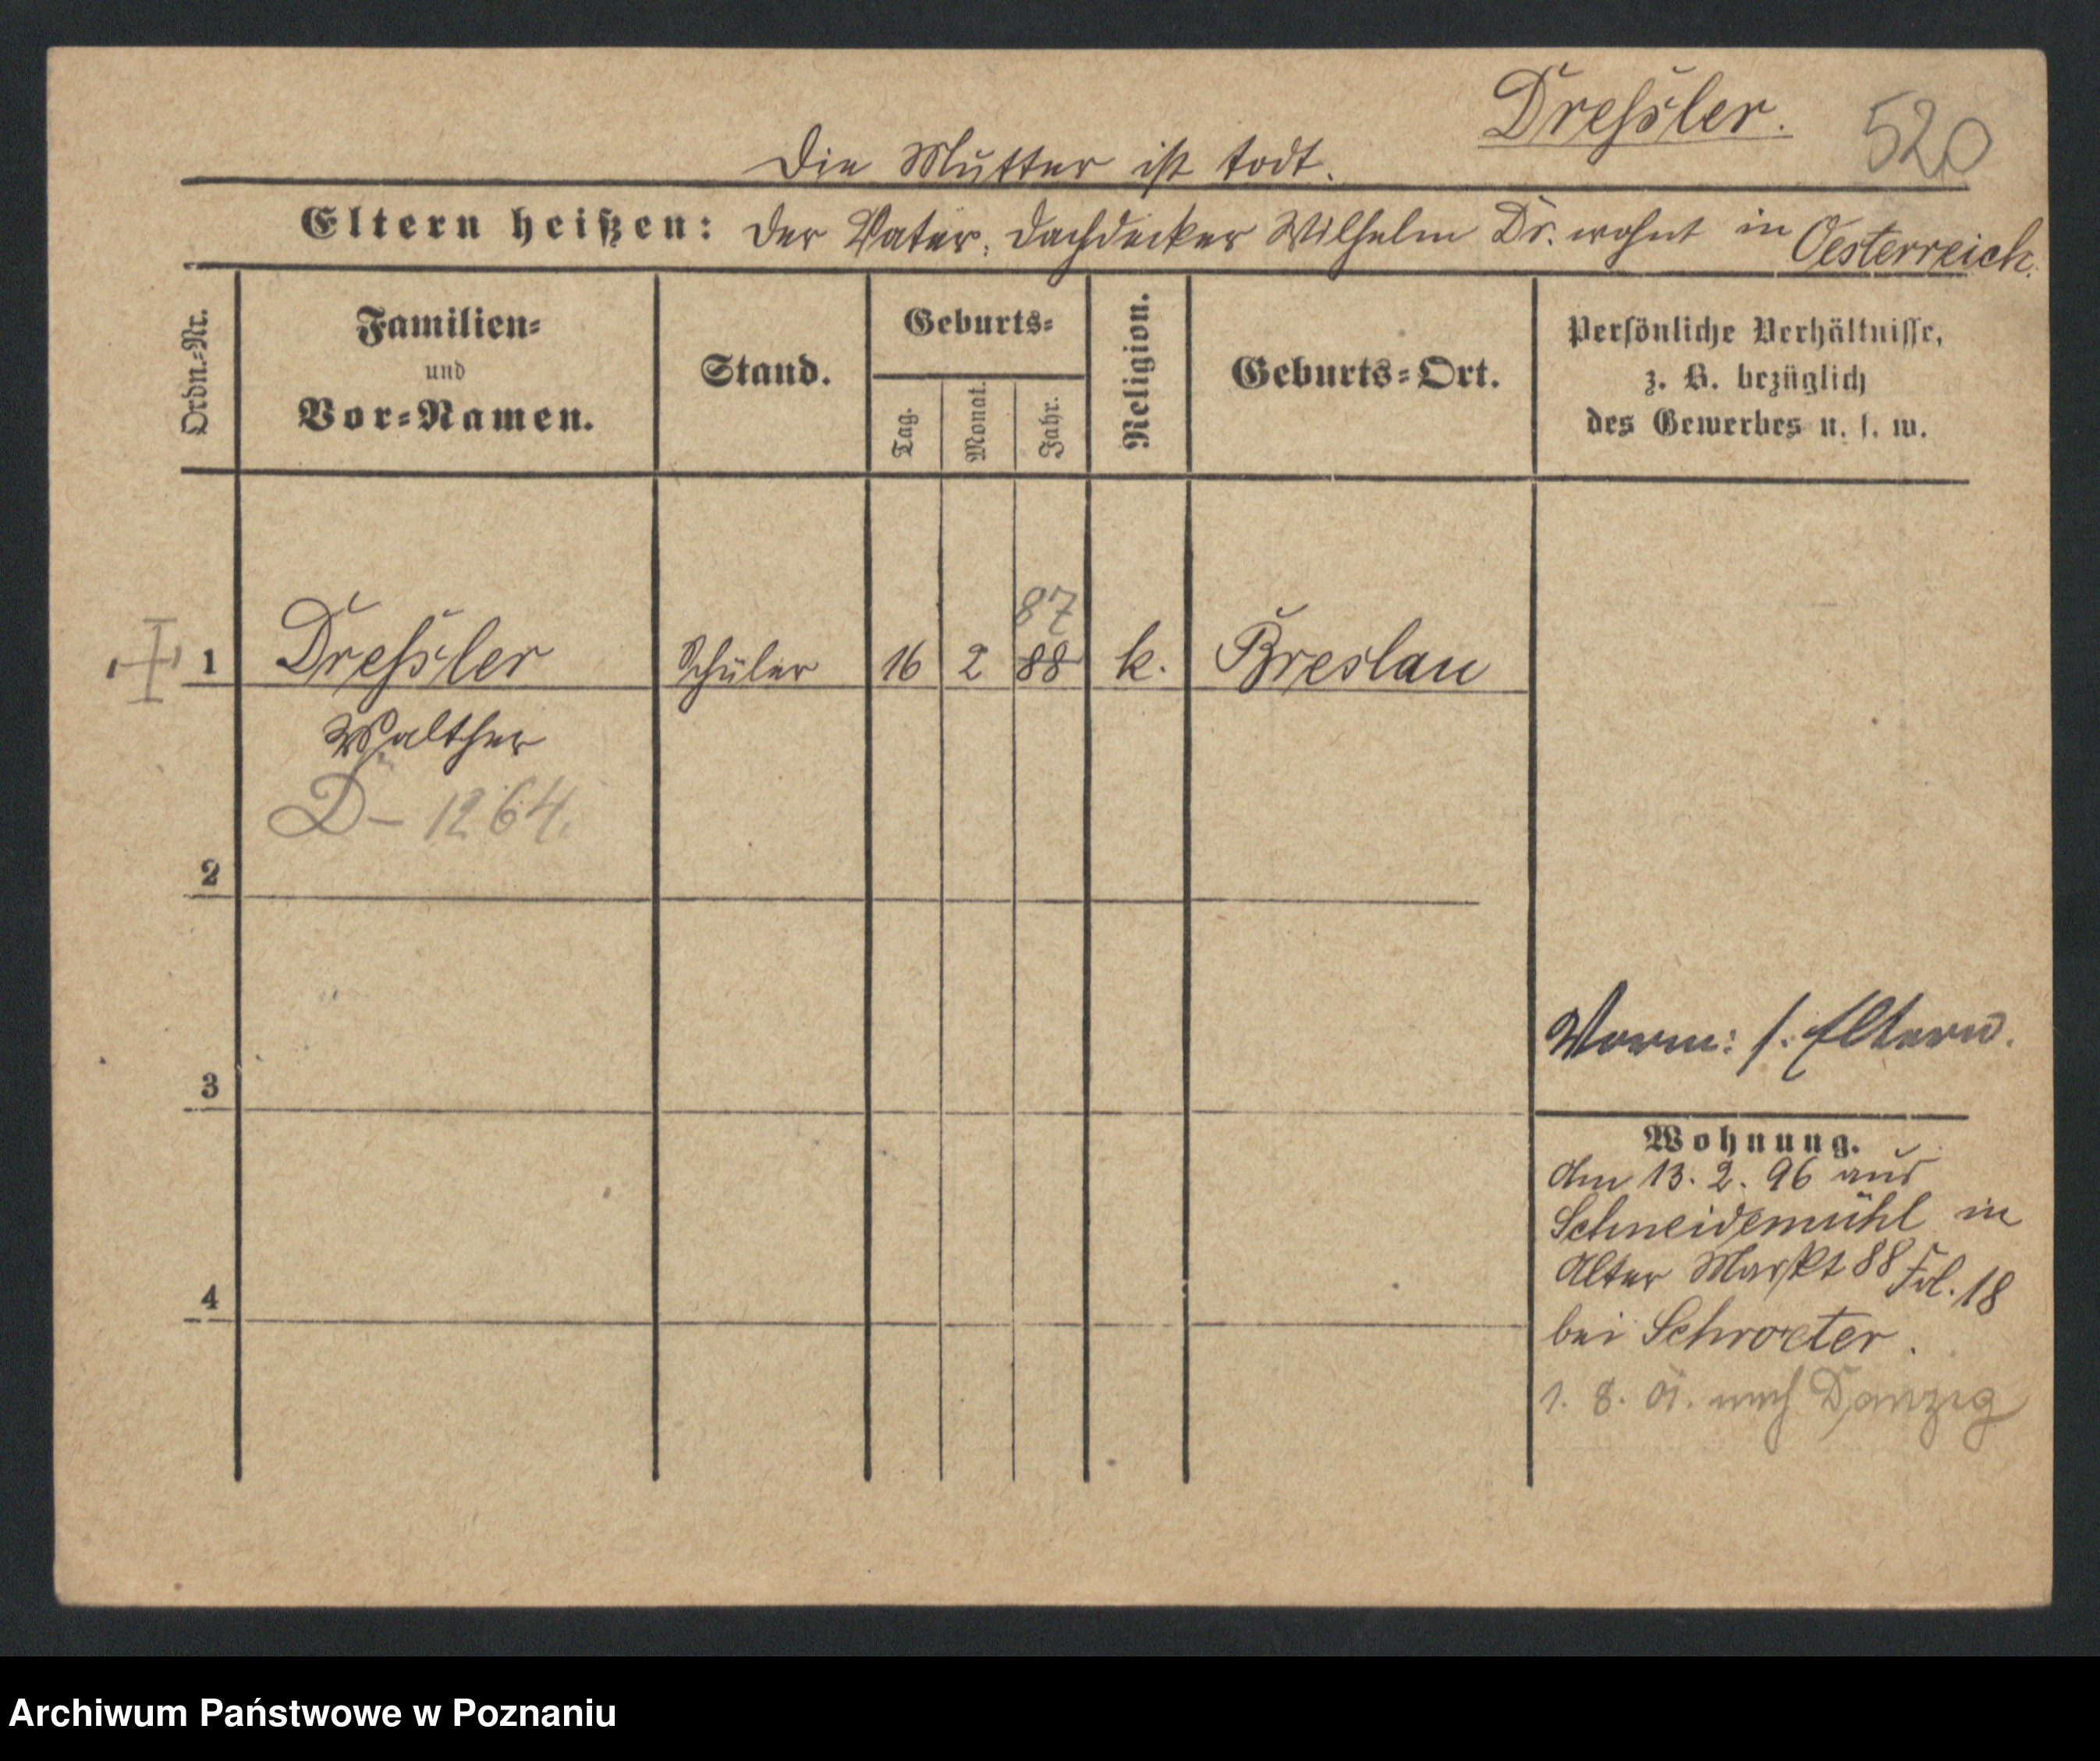 Dressler.
520
Die Mutter ist todt.
Eltern heißen: Der Vater, Dachdecker Wilhelm Dr. wohnt in Oesterreich.
Ordn.-Nr.
Familien-
und
Vor-Namen.
Stand.
Geburts-
Tag.
Monat.
Jahr.
Religion.
Geburts-Ort.
Persönliche Verhältnisse,
z. B. bezüglich
des Gewerbes u. s. w.
87
1 Dressler Schüler 16 2 88 k. Breslau
Walther
D - 1264.
2
3
4
Vorm: s. Eltern.
Wohnung.
Am 13. 2. 96 aus
Schneidemühl in
Alter Markt 88 Fol. 18
bei Schroeter.
1. 8. 01. nach Danzig
Archiwum Państwowe w Poznaniu